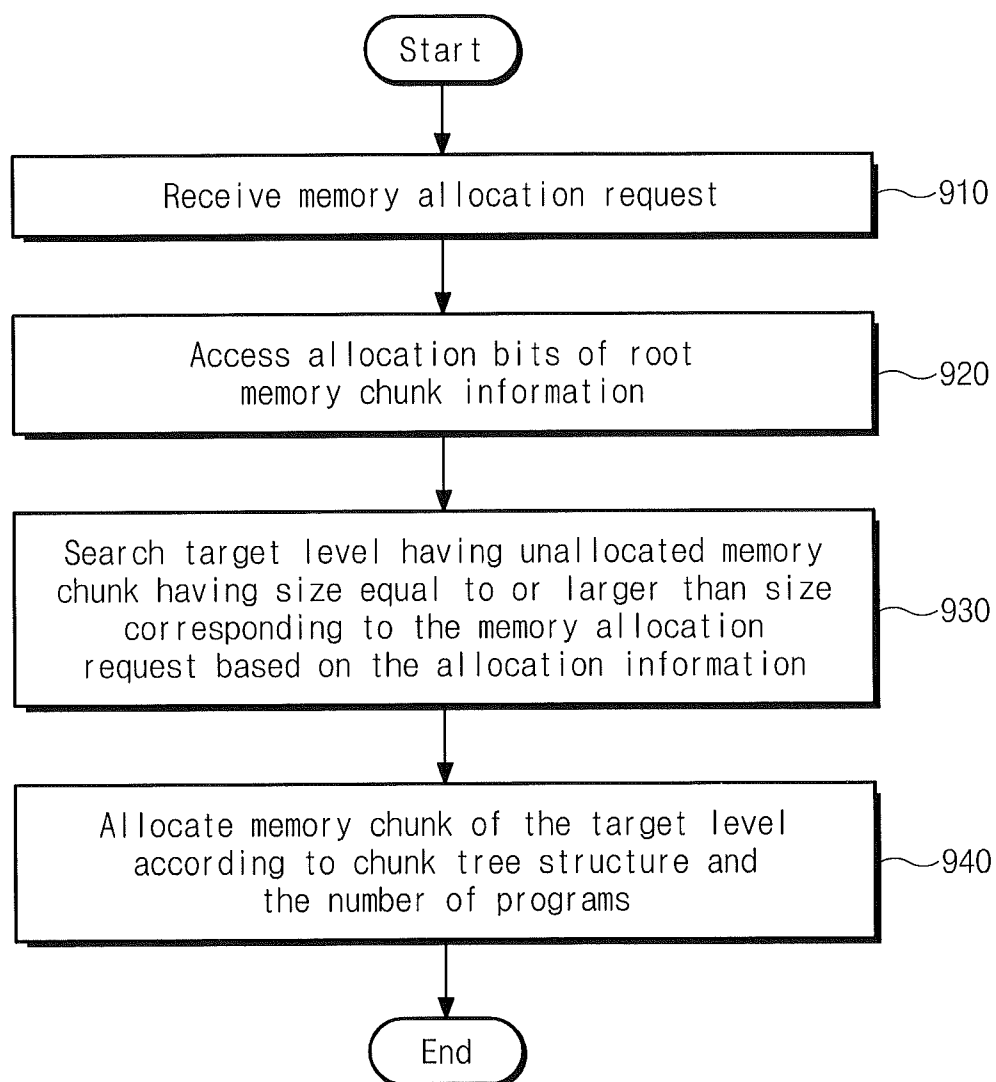 Start
Receive memory allocation request
910
Access allocation bits of root
memory chunk information
920
Search target level having unallocated memory
chunk having size equal to or larger than size
corresponding to the memory allocation
request based on the allocation information
930
Allocate memory chunk of the target level
according to chunk tree structure and
the number of programs
940
End